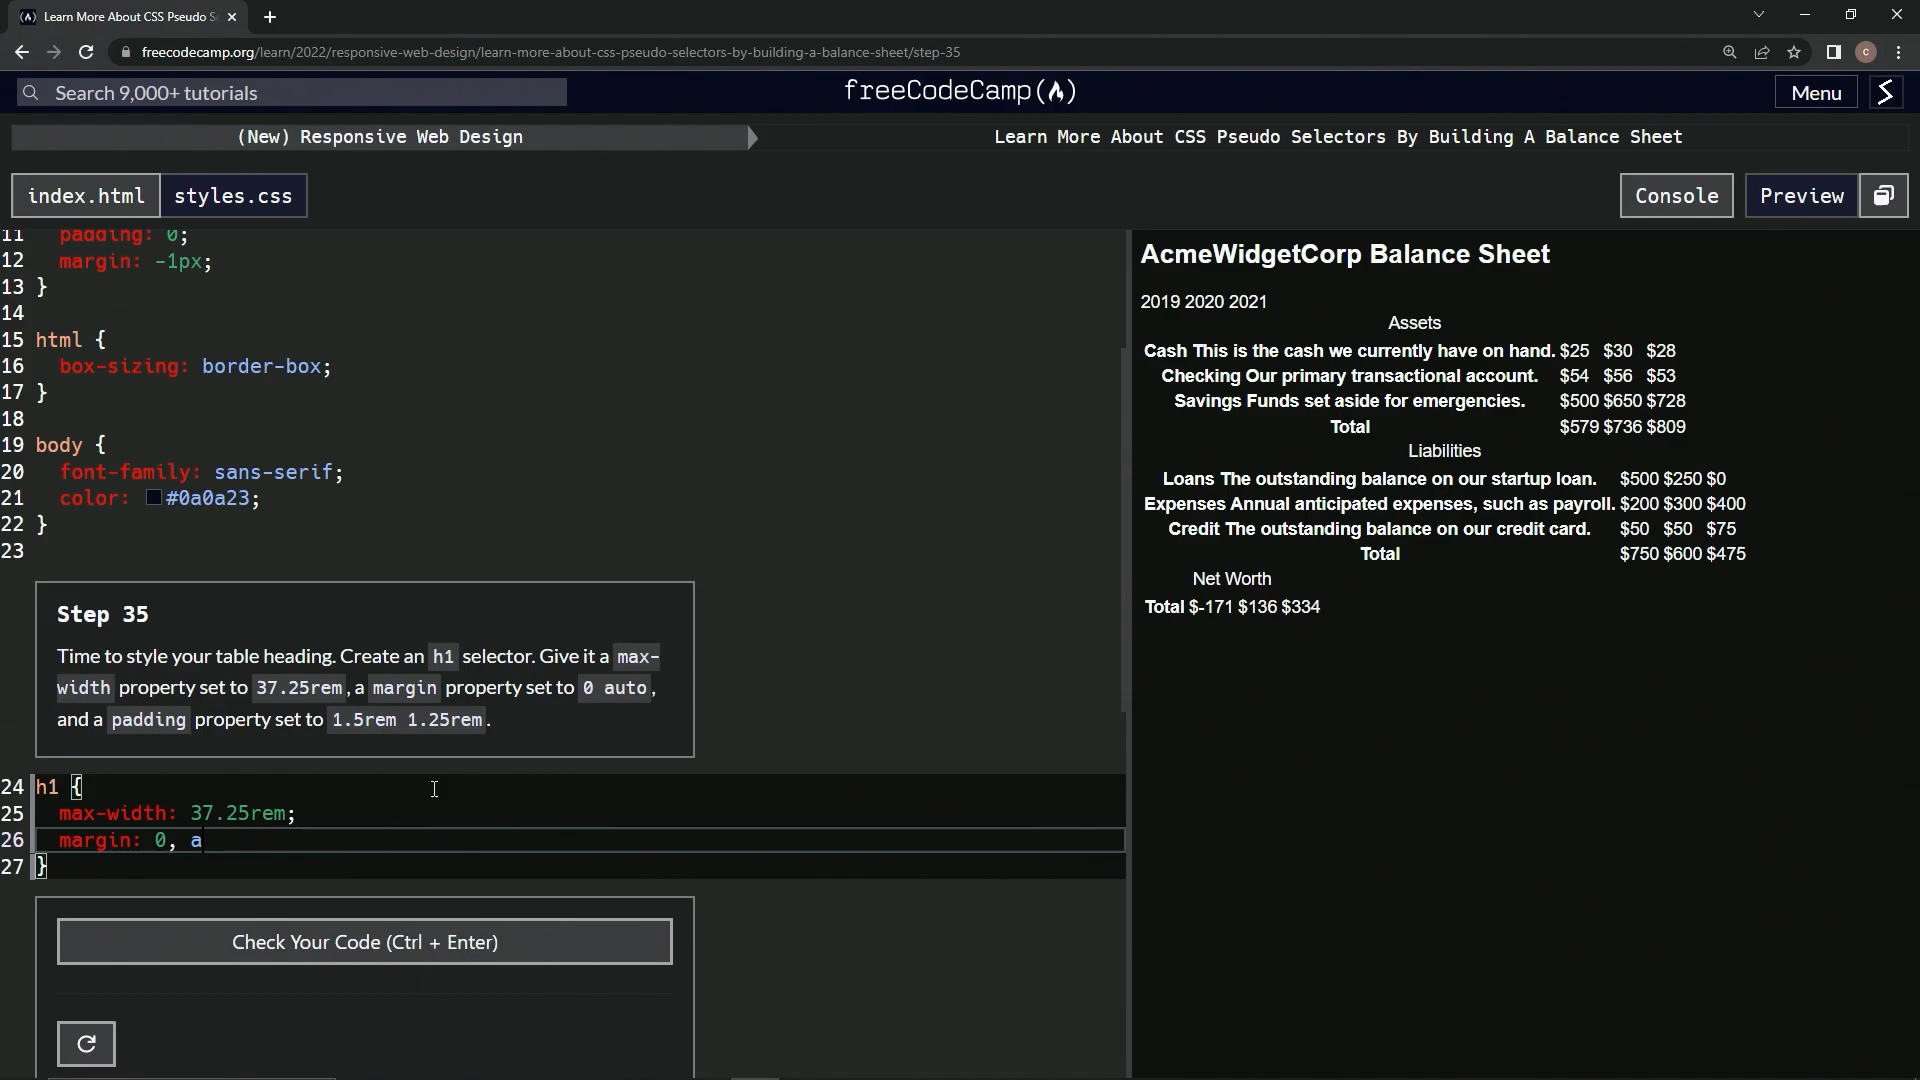 Learn More About CSS Pseudo S
freecodecamp.org/learn/2022/responsive-web-design/learn-more-about-css-pseudo-selectors-by-building-a-balance-sheet/step-35
c
Search 9,000+ tutorials
freeCodeCamp
Menu
(New) Responsive Web Design
Learn More About CSS Pseudo Selectors By Building A Balance Sheet
index.html
styles.css
Console
Preview
11 padding: 0;
12 margin: -1px;
13 }
14
15 html {
16 box-sizing: border-box;
17 }
18
19 body {
20 font-family: sans-serif;
21 color: #0a0a23;
22 }
23
Step 35
Time to style your table heading. Create an h1 selector. Give it a max-
width property set to 37.25rem, a margin property set to 0 auto,
and a padding property set to 1.5rem 1.25rem.
24 h1 {
25 max-width: 37.25rem;
26 margin: 0, a
27 }
Check Your Code (Ctrl + Enter)
AcmeWidgetCorp Balance Sheet
2019 2020 2021
Assets
Cash This is the cash we currently have on hand. $25 $30 $28
Checking Our primary transactional account. $54 $56 $53
Savings Funds set aside for emergencies. $500 $650 $728
Total $579 $736 $809
Liabilities
Loans The outstanding balance on our startup loan. $500 $250 $0
Expenses Annual anticipated expenses, such as payroll. $200 $300 $400
Credit The outstanding balance on our credit card. $50 $50 $75
Total $750 $600 $475
Net Worth
Total $-171 $136 $334